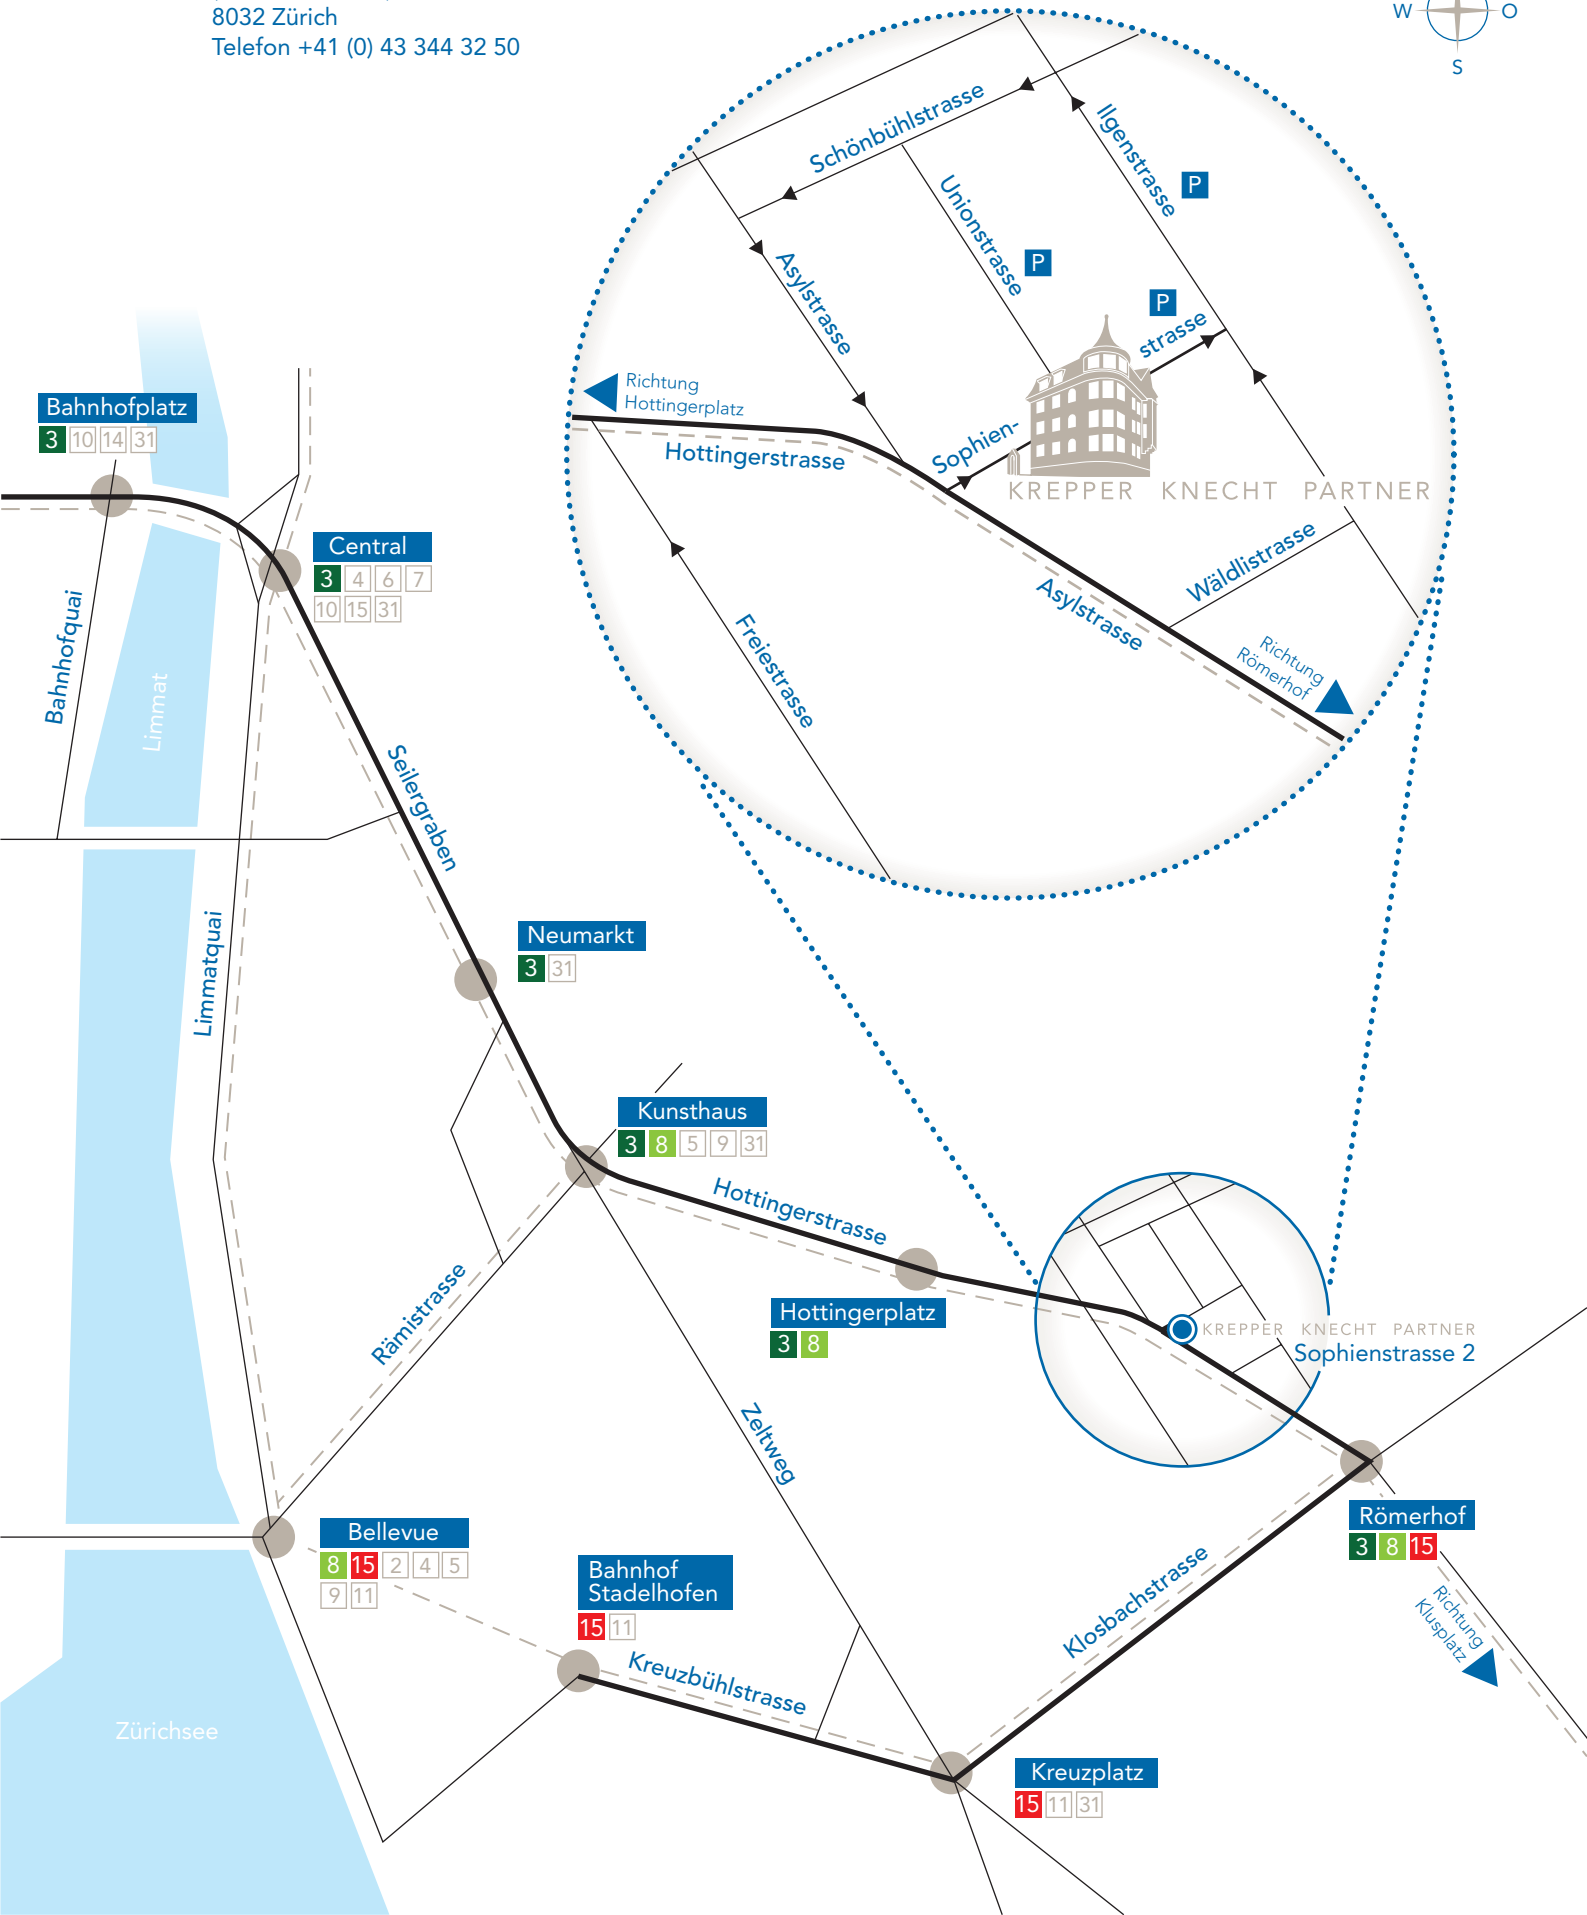 8032 Zürich
Telefon +41 (0) 43 344 32 50
W
O
S
Schönbühlstrasse
Ilgenstrasse
P
Unionstrasse
P
Asylstrasse
P
strasse
Richtung
Hottingerplatz
Hottingerstrasse
Sophien-
KREPPER KNECHT PARTNER
Wäldlistrasse
Asylstrasse
Freiestrasse
Richtung
Römerhof
Bahnhofplatz
3 10 14 31
Central
3 4 6 7
10 15 31
Bahnhofquai
Limmat
Seilergraben
Limmatquai
Neumarkt
3 31
Kunsthaus
3 8 5 9 31
Hottingerstrasse
Rämistrasse
Hottingerplatz
3 8
KREPPER KNECHT PARTNER
Sophienstrasse 2
Zeltweg
Römerhof
3 8 15
Bellevue
8 15 2 4 5
9 11
Bahnhof
Stadelhofen
15 11
Klosbachstrasse
Richtung
Klusplatz
Kreuzbühlstrasse
Zürichsee
Kreuzplatz
15 11 31